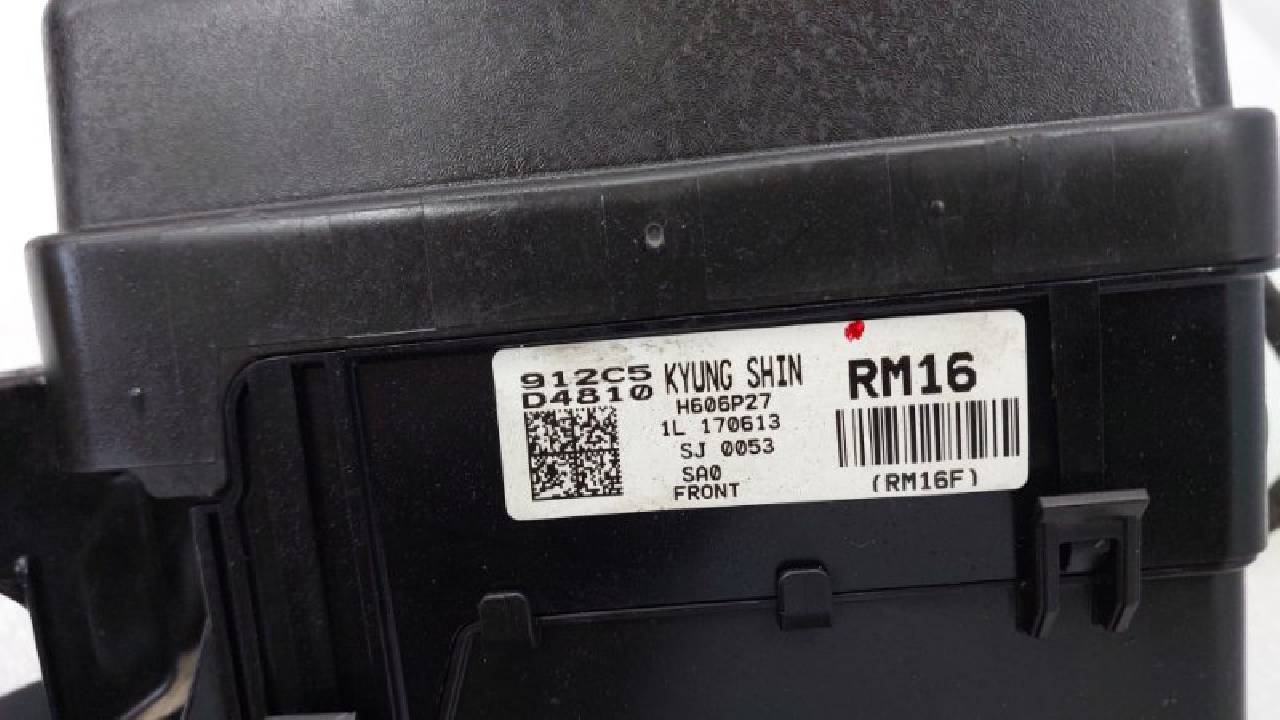 912C5
D4810
KYUNG SHIN
H606P27
1L 170613
SJ 0053
SA0
FRONT
RM16
(RM16F)